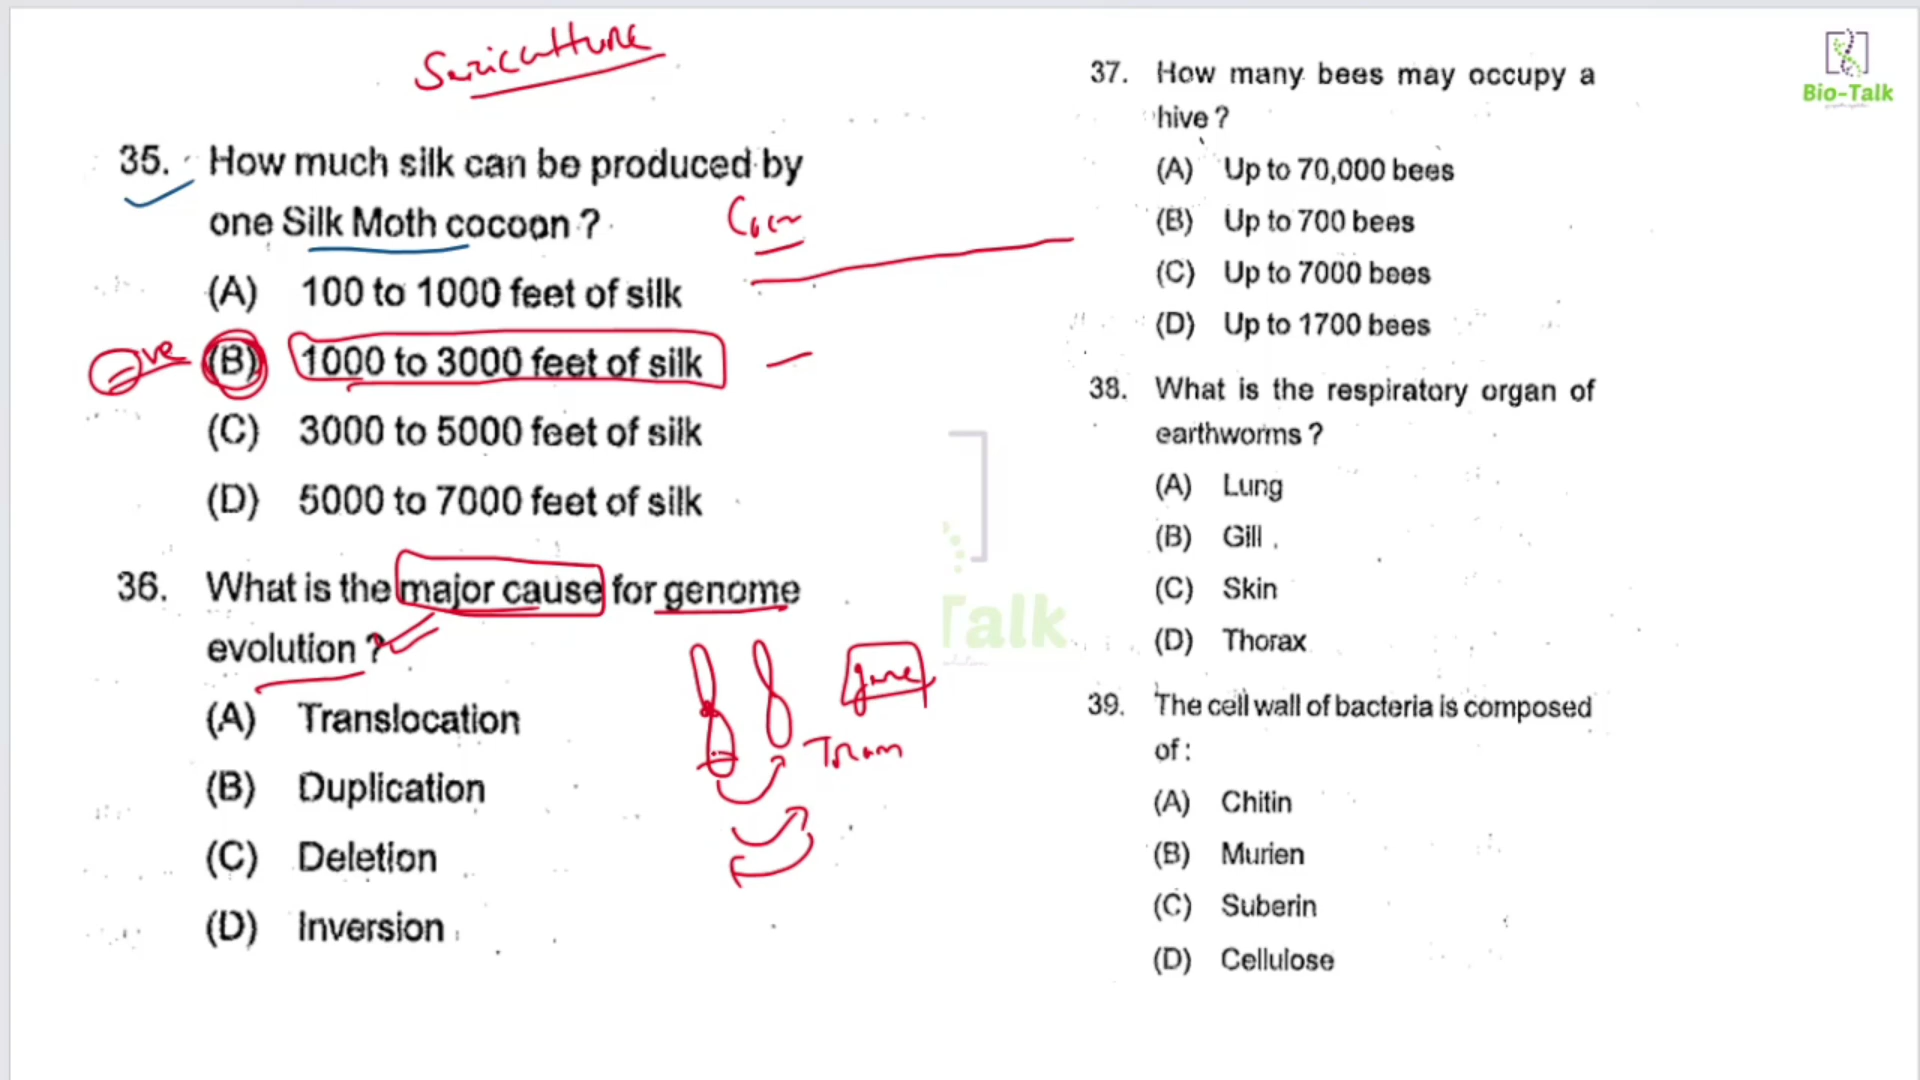 Sericulture
35. How much silk can be produced by
one Silk Moth cocoon ?
(A) 100 to 1000 feet of silk
(B) 1000 to 3000 feet of silk
(C) 3000 to 5000 feet of silk
(D) 5000 to 7000 feet of silk
36. What is the major cause for genome
evolution ?
gene
(A) Translocation
(B) Duplication
(C) Deletion
(D) Inversion
37. How many bees may occupy a
hive ?
(A) Up to 70,000 bees
(B) Up to 700 bees
(C) Up to 7000 bees
(D) Up to 1700 bees
38. What is the respiratory organ of
earthworms ?
(A) Lung
(B) Gill
(C) Skin
(D) Thorax
39. The cell wall of bacteria is composed
of :
(A) Chitin
(B) Murien
(C) Suberin
(D) Cellulose
Bio-Talk
Talk